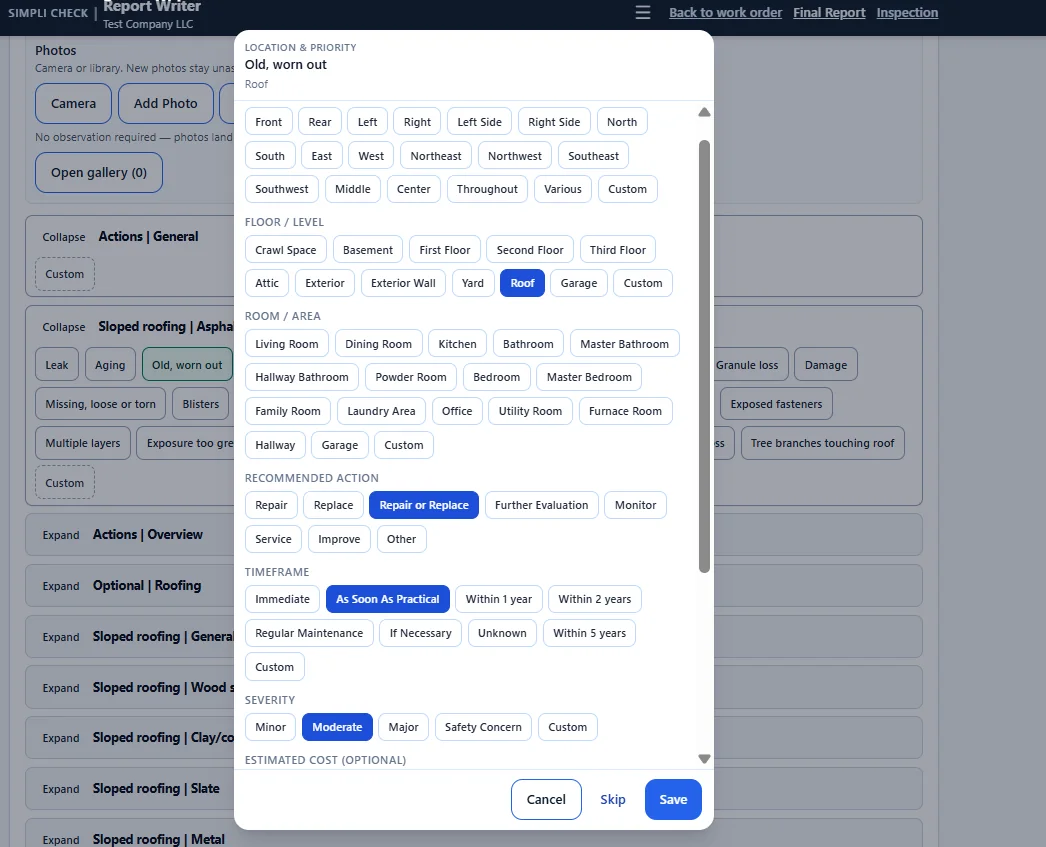 SIMPLI CHECK | Report Writer
Test Company LLC
☰ Back to work order Final Report Inspection
Photos
Camera or library. New photos stay
Camera Add Photo
No observation required — photos land
Open gallery (0)
Collapse Actions | General
Custom
Collapse Sloped roofing |
Leak Aging Old, worn out Granule loss Damage
Missing, loose or torn Blisters Exposed fasteners
Multiple layers Exposure too Tree branches touching roof
Custom
Expand Actions | Overview
Expand Optional | Roofing
Expand Sloped roofing | General
Expand Sloped roofing | Wood
Expand Sloped roofing |
Expand Sloped roofing | Slate
Expand Sloped roofing | Metal
LOCATION & PRIORITY
Old, worn out
Roof
Front Rear Left Right Left Side Right Side North
South East West Northeast Northwest Southeast
Southwest Middle Center Throughout Various Custom
FLOOR / LEVEL
Crawl Space Basement First Floor Second Floor Third Floor
Attic Exterior Exterior Wall Yard Roof Garage Custom
ROOM / AREA
Living Room Dining Room Kitchen Bathroom Master Bathroom
Hallway Bathroom Powder Room Bedroom Master Bedroom
Family Room Laundry Area Office Utility Room Furnace Room
Hallway Garage Custom
RECOMMENDED ACTION
Repair Replace Repair or Replace Further Evaluation Monitor
Service Improve Other
TIMEFRAME
Immediate As Soon As Practical Within 1 year Within 2 years
Regular Maintenance If Necessary Unknown Within 5 years
Custom
SEVERITY
Minor Moderate Major Safety Concern Custom
ESTIMATED COST (OPTIONAL)
Cancel Skip Save